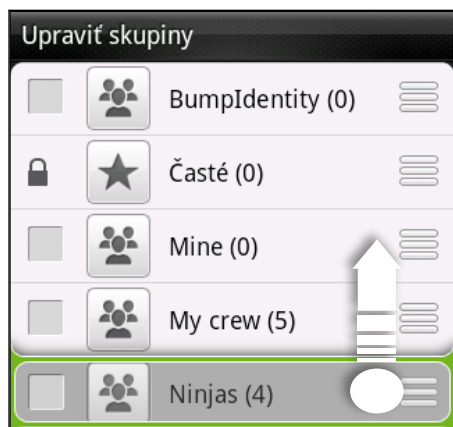 Upraviť skupiny
BumpIdentity (0)
Časté (0)
Mine (0)
My crew (5)
Ninjas (4)